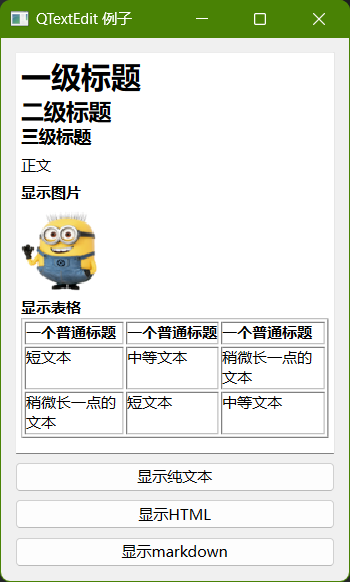 QTextEdit 例子
一级标题
二级标题
三级标题
正文
显示图片
显示表格
一个普通标题 一个普通标题 一个普通标题
短文本 中等文本 稍微长一点的
文本
稍微长一点的 短文本 中等文本
文本
显示纯文本
显示HTML
显示markdown